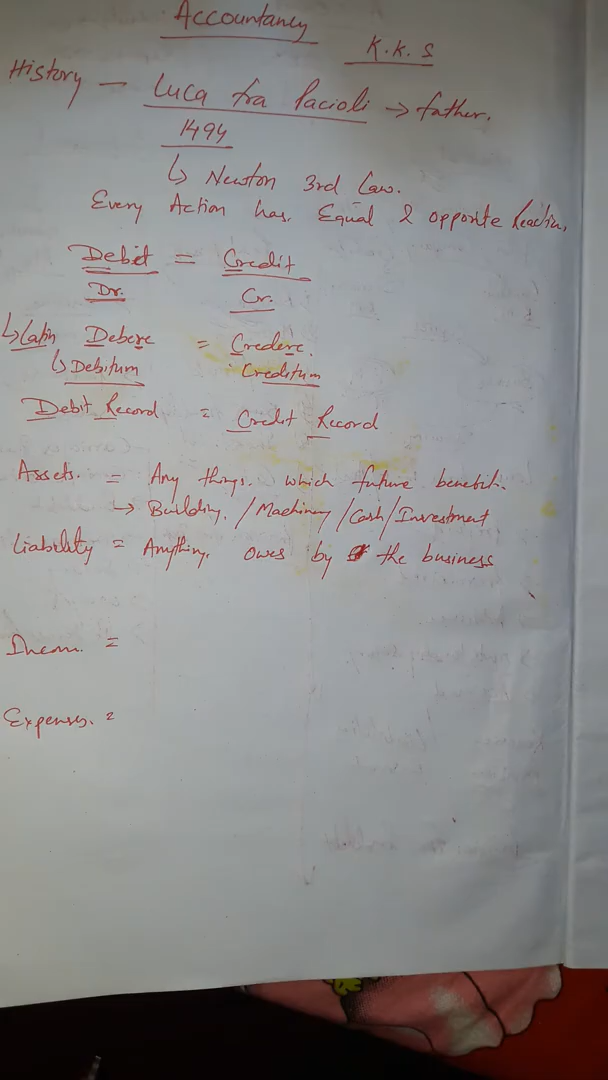 Accountancy
K.K.S
History — Luca fra Pacioli → father.
1494
↳ Newton 3rd Law.
Every Action has Equal & opposite Reaction.
Debit = Credit
Dr. Cr.
↳ Latin Debere = Credere.
↳ Debitum Creditum
Debit Record = Credit Record
Assets. = Any things. which future benefit.
→ Building. / Machinery / Cash / Investment
Liability = Anything, owes by the business
Incom. =
Expenses. =